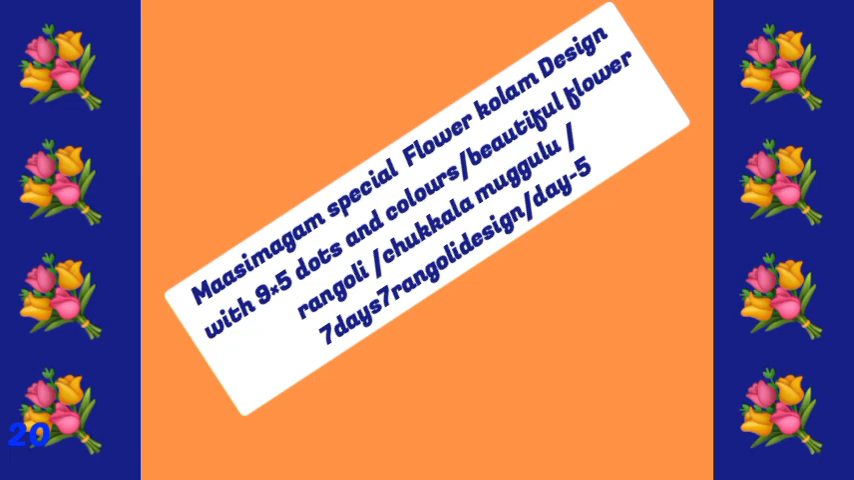 Maasimagam special Flower kolam Design
with 9×5 dots and colours/beautiful flower
rangoli /chukkala muggulu /
7days7rangolidesign/day-5
20